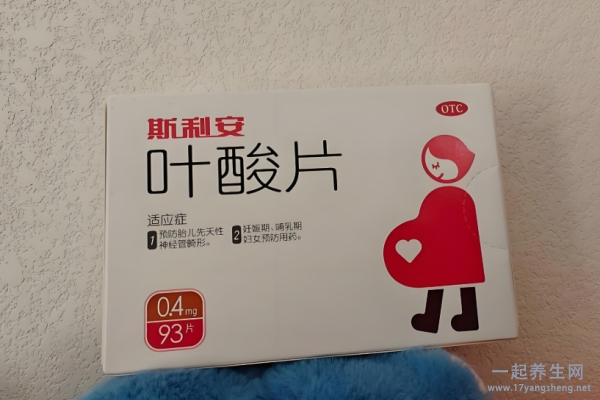 OTC
斯利安
叶酸片
适应症
1 预防胎儿先天性
神经管畸形。
2 妊娠期、哺乳期
妇女预防用药。
0.4mg
93片
一起养生网
www.17yangsheng.net